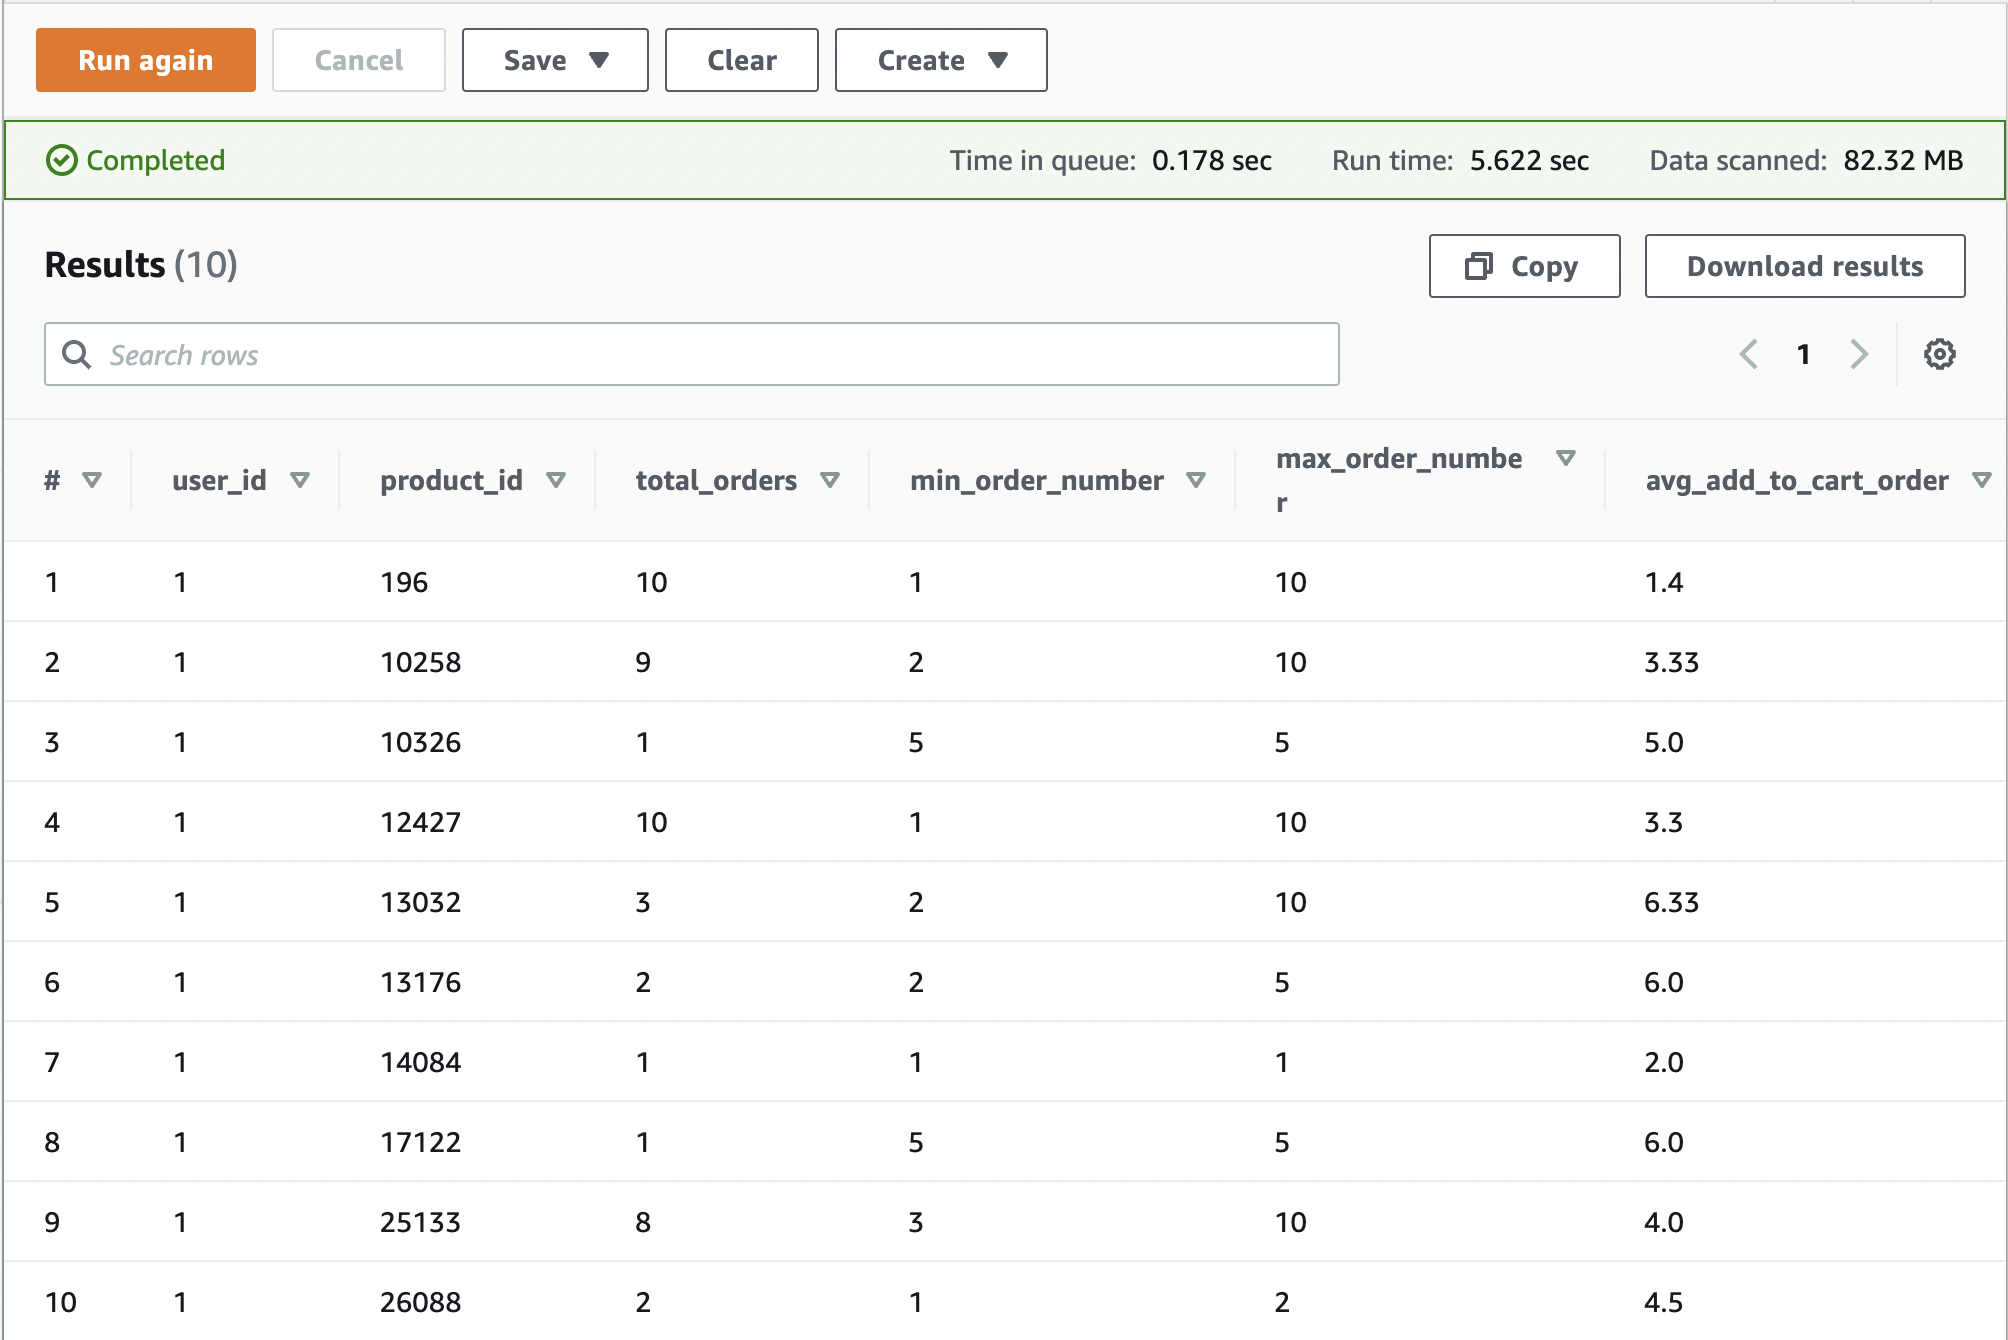 Run again Cancel Save Clear Create
Completed Time in queue: 0.178 sec Run time: 5.622 sec Data scanned: 82.32 MB
Results (10) Copy Download results
Search rows 1
# user_id product_id total_orders min_order_number max_order_numbe avg_add_to_cart_order
r
1 1 196 10 1 10 1.4
2 1 10258 9 2 10 3.33
3 1 10326 1 5 5 5.0
4 1 12427 10 1 10 3.3
5 1 13032 3 2 10 6.33
6 1 13176 2 2 5 6.0
7 1 14084 1 1 1 2.0
8 1 17122 1 5 5 6.0
9 1 25133 8 3 10 4.0
10 1 26088 2 1 2 4.5